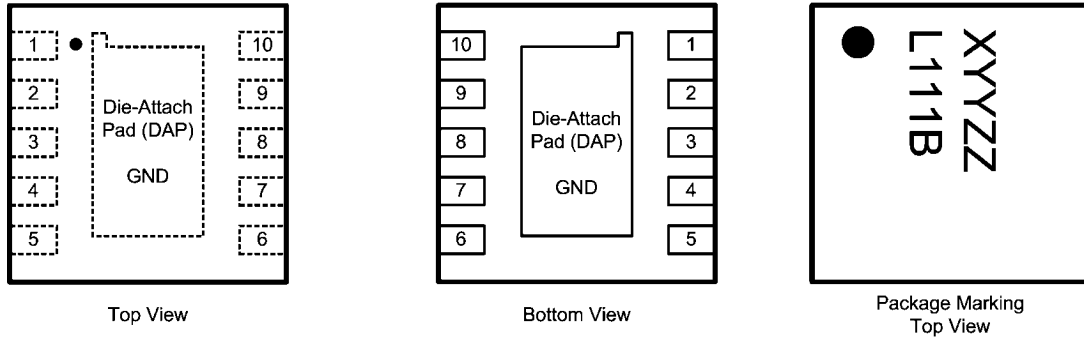 1
10
2
9
3
8
4
7
5
6
Die-Attach
Pad (DAP)
GND
Top View
10
1
9
2
8
3
7
4
6
5
Die-Attach
Pad (DAP)
GND
Bottom View
XYYZZ
L111B
Package Marking
Top View